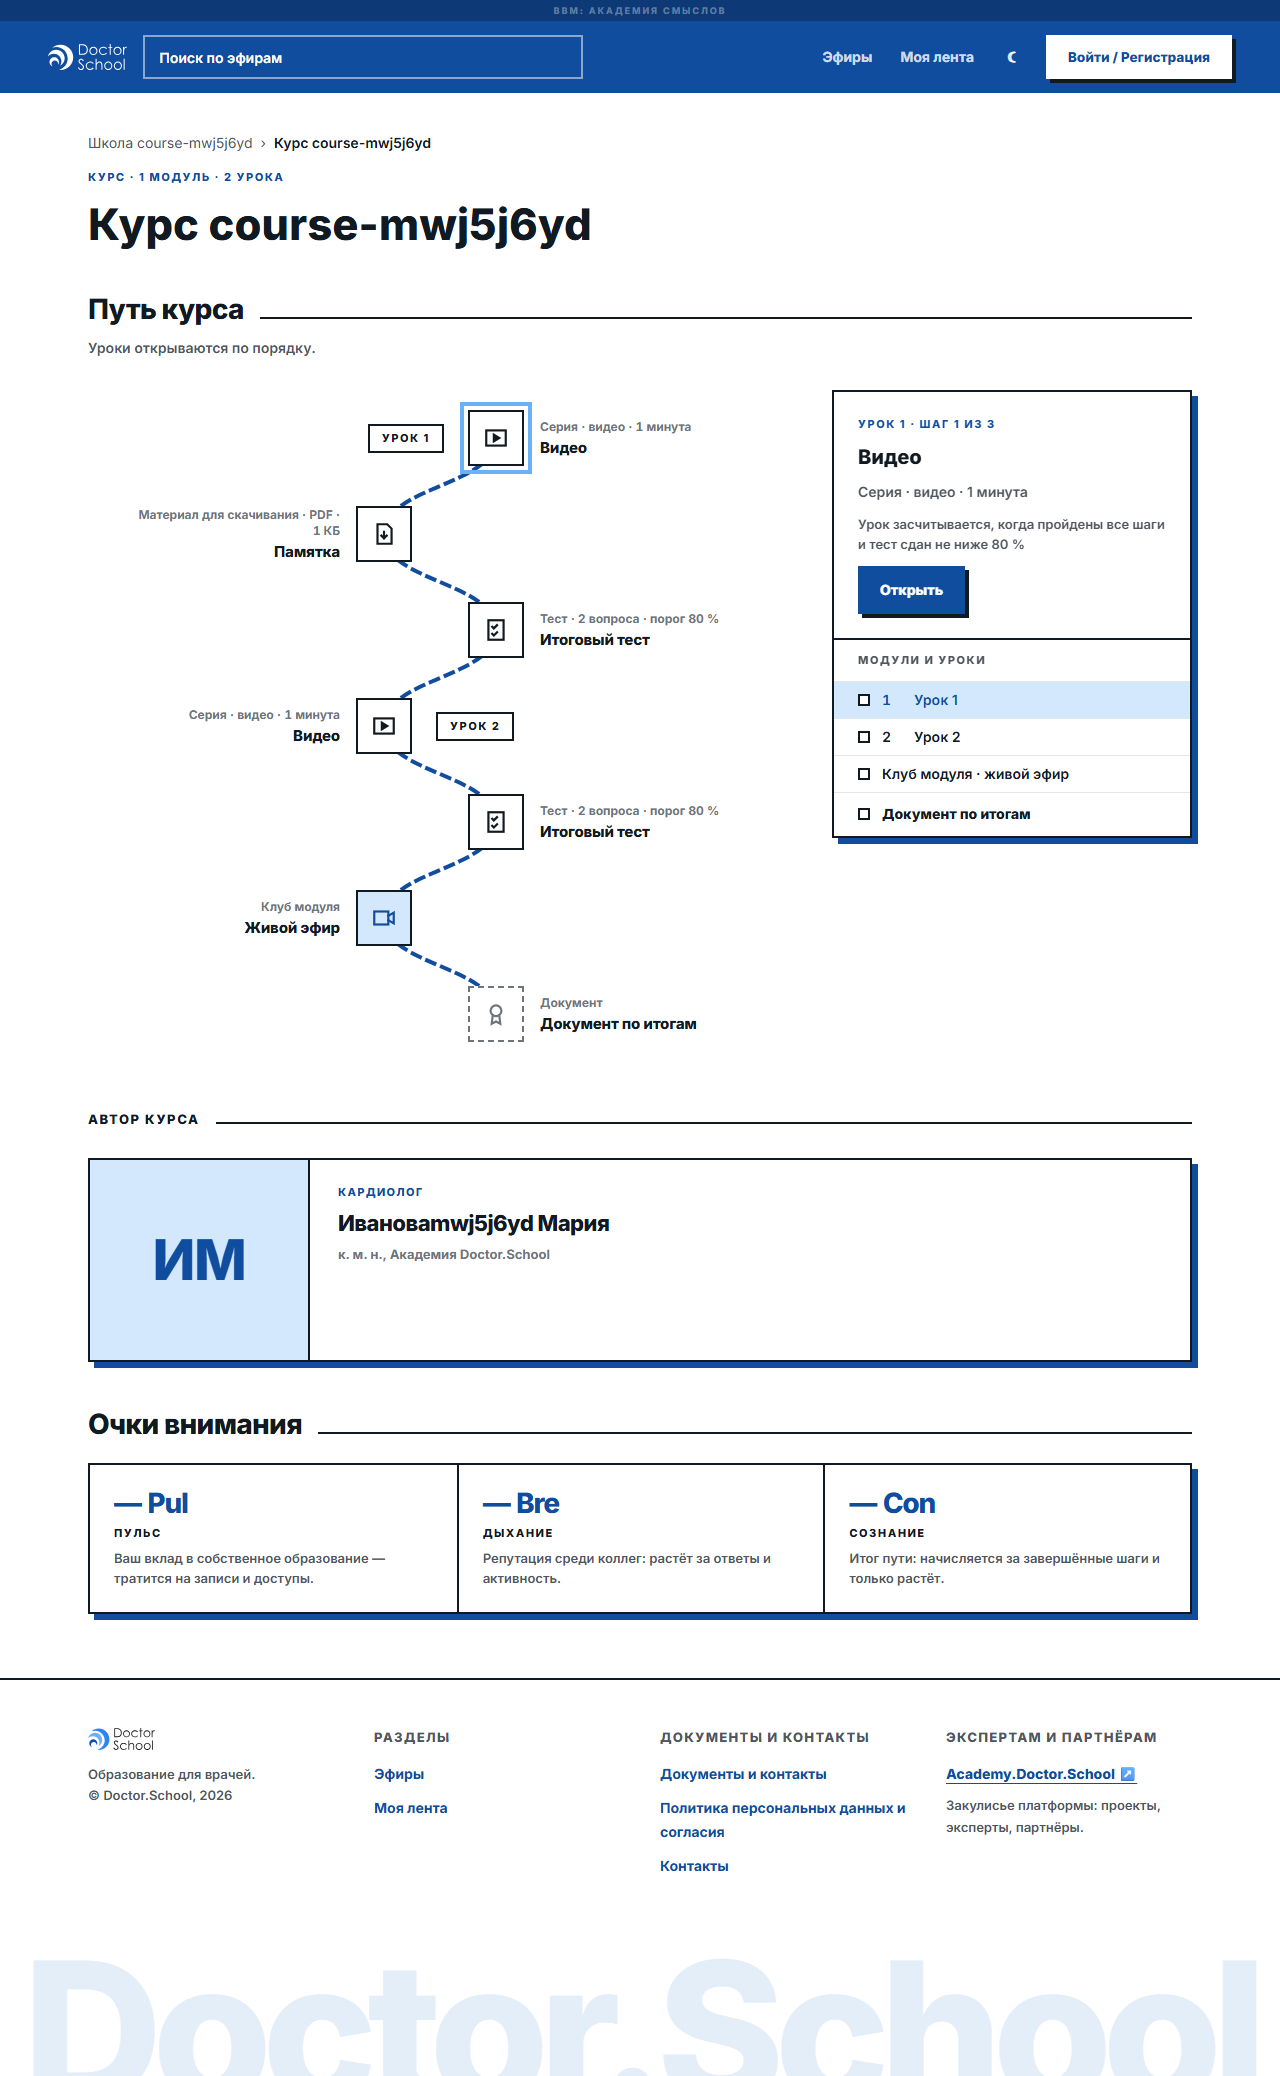 ВВМ: АКАДЕМИЯ СМЫСЛОВ
Doctor School
Поиск по эфирам
Эфиры
Моя лента
Войти / Регистрация
Школа course-mwj5j6yd › Курс course-mwj5j6yd
КУРС · 1 МОДУЛЬ · 2 УРОКА
Курс course-mwj5j6yd
Путь курса
Уроки открываются по порядку.
УРОК 1
Серия · видео · 1 минута
Видео
Материал для скачивания · PDF ·
1 КБ
Памятка
Тест · 2 вопроса · порог 80 %
Итоговый тест
Серия · видео · 1 минута
Видео
УРОК 2
Тест · 2 вопроса · порог 80 %
Итоговый тест
Клуб модуля
Живой эфир
Документ
Документ по итогам
УРОК 1 · ШАГ 1 ИЗ 3
Видео
Серия · видео · 1 минута
Урок засчитывается, когда пройдены все шаги
и тест сдан не ниже 80 %
Открыть
МОДУЛИ И УРОКИ
1 Урок 1
2 Урок 2
Клуб модуля · живой эфир
Документ по итогам
АВТОР КУРСА
ИМ
КАРДИОЛОГ
Ивановаmwj5j6yd Мария
к. м. н., Академия Doctor.School
Очки внимания
— Pul
ПУЛЬС
Ваш вклад в собственное образование —
тратится на записи и доступы.
— Bre
ДЫХАНИЕ
Репутация среди коллег: растёт за ответы и
активность.
— Con
СОЗНАНИЕ
Итог пути: начисляется за завершённые шаги и
только растёт.
Doctor School
Образование для врачей.
© Doctor.School, 2026
РАЗДЕЛЫ
Эфиры
Моя лента
ДОКУМЕНТЫ И КОНТАКТЫ
Документы и контакты
Политика персональных данных и
согласия
Контакты
ЭКСПЕРТАМ И ПАРТНЁРАМ
Academy.Doctor.School ↗
Закулисье платформы: проекты,
эксперты, партнёры.
Doctor.School